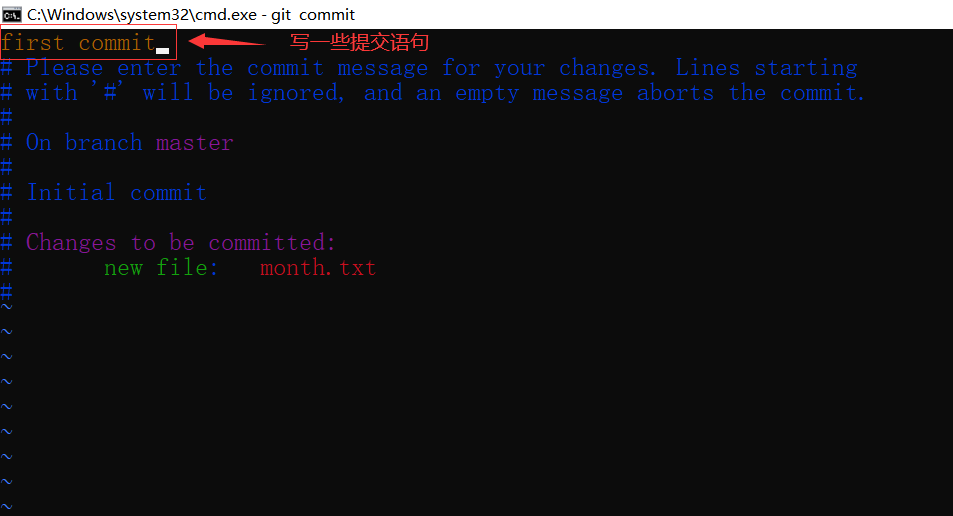 C:\Windows\system32\cmd.exe - git commit
first commit 写一些提交语句
# Please enter the commit message for your changes. Lines starting
# with '#' will be ignored, and an empty message aborts the commit.
#
# On branch master
#
# Initial commit
#
# Changes to be committed:
#       new file:   month.txt
#
~
~
~
~
~
~
~
~
~